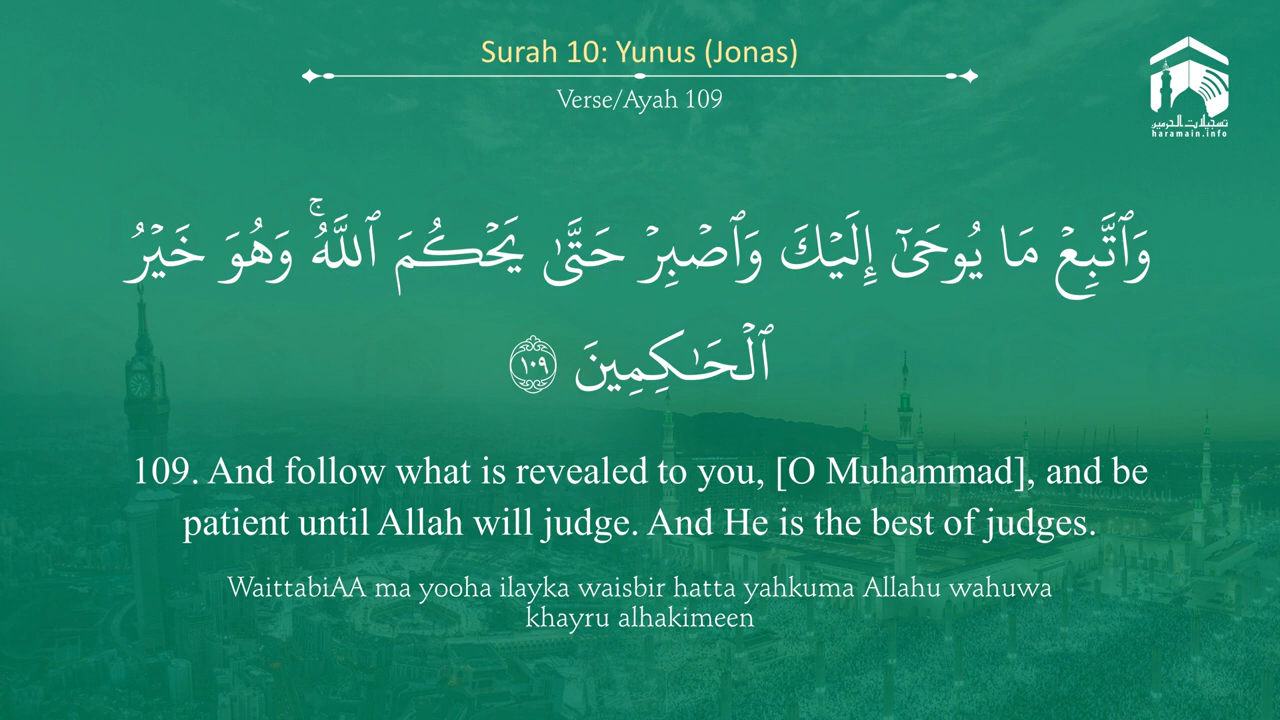 Surah 10: Yunus (Jonas)
Verse/Ayah 109
تسجيلات الحرمين
haramain.info
وَٱتَّبِعۡ مَا يُوحَىٰٓ إِلَيۡكَ وَٱصۡبِرۡ حَتَّىٰ يَحۡكُمَ ٱللَّهُۚ وَهُوَ خَيۡرُ
ٱلۡحَـٰكِمِينَ ١٠٩
109. And follow what is revealed to you, [O Muhammad], and be
patient until Allah will judge. And He is the best of judges.
WaittabiAA ma yooha ilayka waisbir hatta yahkuma Allahu wahuwa
khayru alhakimeen